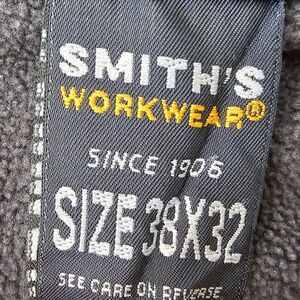 SMITH'S
WORKWEAR®
SINCE 1906
SIZE 38X32
SEE CARE ON REVERSE